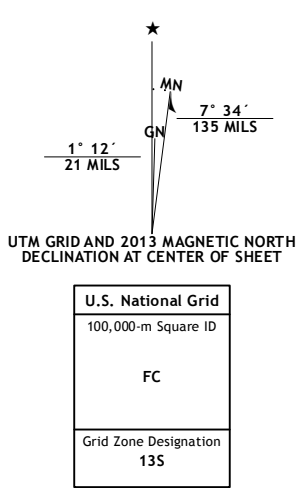 ★
MN
GN
7° 34´
135 MILS
1° 12´
21 MILS
UTM GRID AND 2013 MAGNETIC NORTH
DECLINATION AT CENTER OF SHEET
U.S. National Grid
100,000-m Square ID
FC
Grid Zone Designation
13S